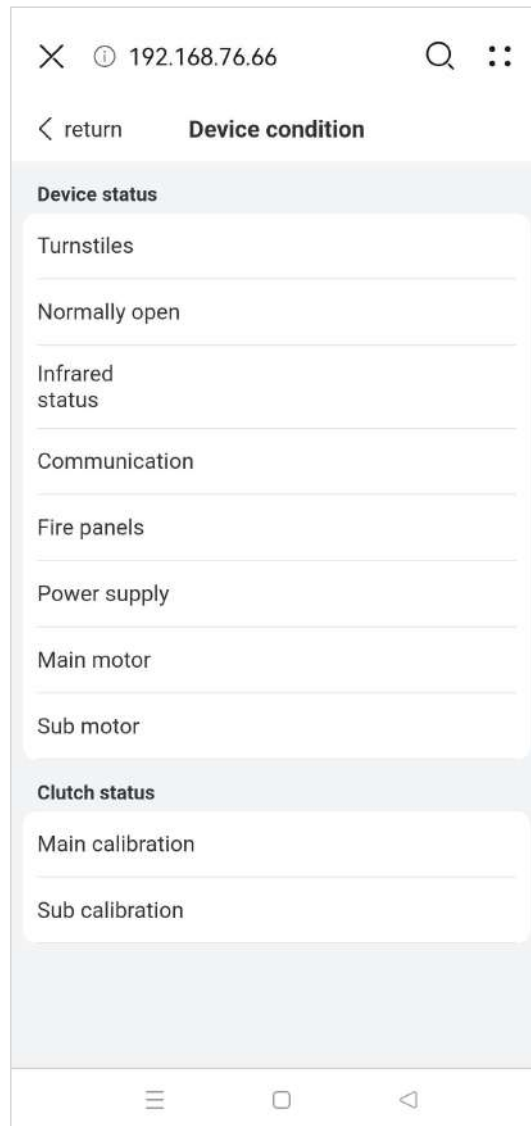 192.168.76.66
return Device condition
Device status
Turnstiles
Normally open
Infrared
status
Communication
Fire panels
Power supply
Main motor
Sub motor
Clutch status
Main calibration
Sub calibration